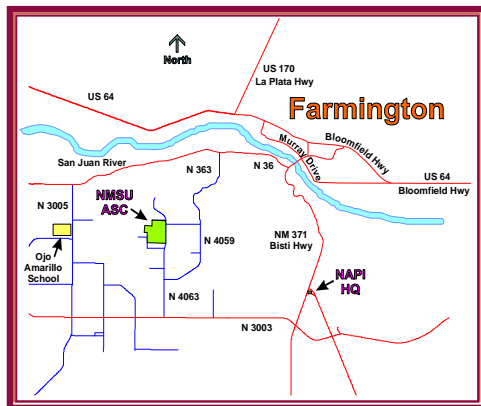 North
US 170
La Plata Hwy
US 64
Farmington
Murray Drive
Bloomfield Hwy
San Juan River
N 363
N 36
US 64
Bloomfield Hwy
N 3005
NMSU
ASC
N 4059
NM 371
Bisti Hwy
Ojo
Amarillo
School
NAPI
HQ
N 4063
N 3003